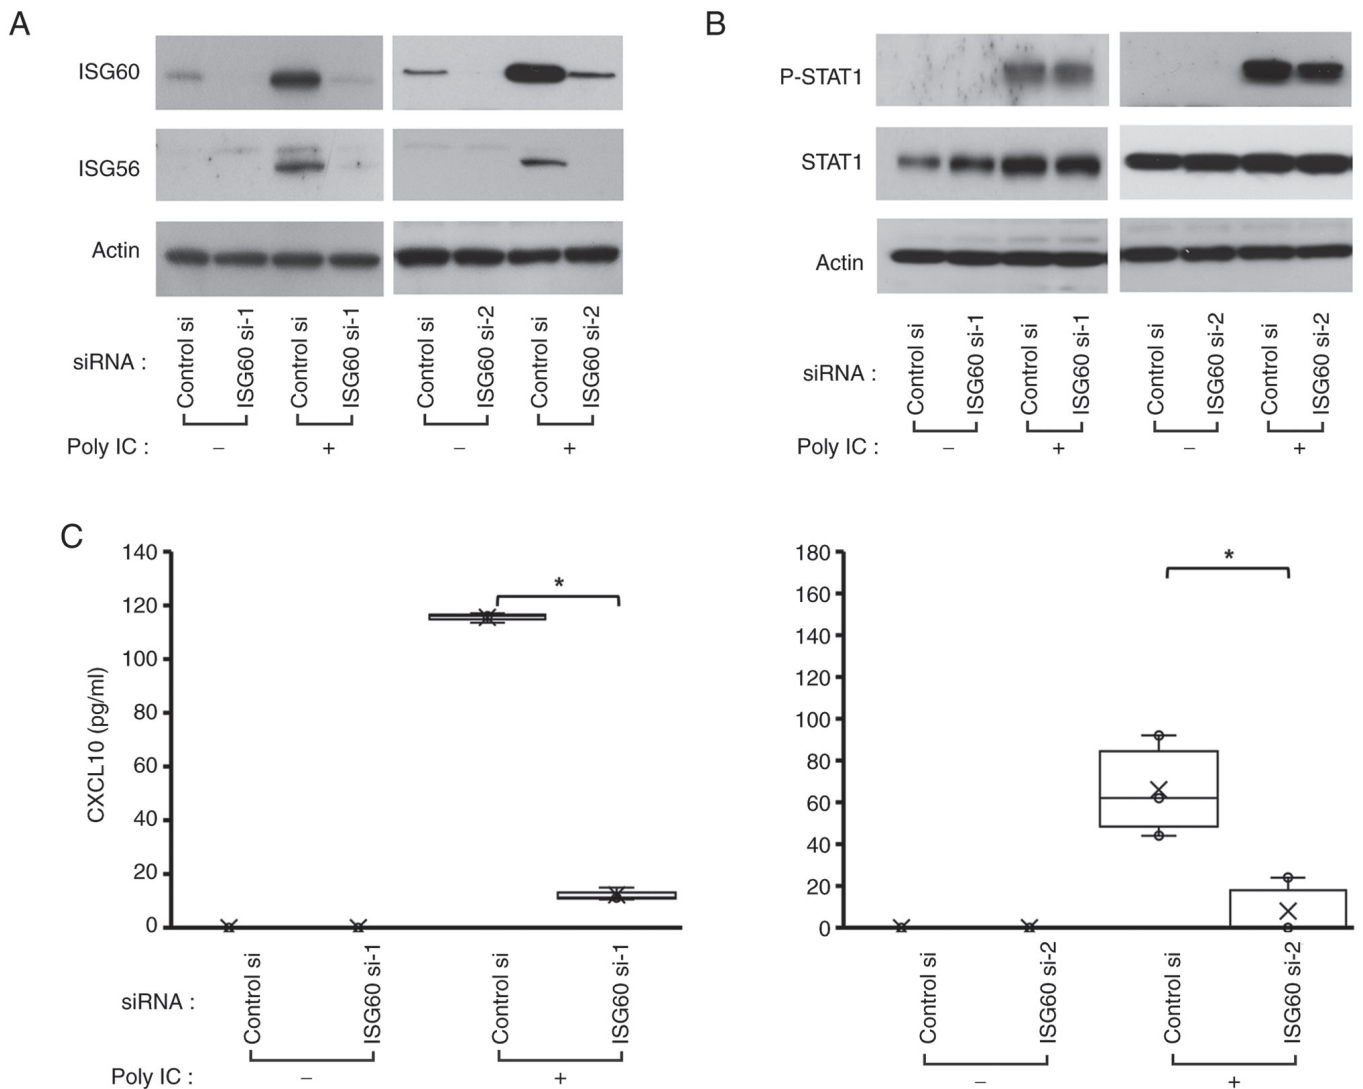 A
ISG60
ISG56
Actin
siRNA :
Control si
ISG60 si-1
Control si
ISG60 si-1
Control si
ISG60 si-2
Control si
ISG60 si-2
Poly IC :
–
+
–
+
B
P-STAT1
STAT1
Actin
siRNA :
Control si
ISG60 si-1
Control si
ISG60 si-1
Control si
ISG60 si-2
Control si
ISG60 si-2
Poly IC :
–
+
–
+
C
CXCL10 (pg/ml)
140
120
100
80
60
40
20
0
*
siRNA :
Control si
ISG60 si-1
Control si
ISG60 si-1
Poly IC :
–
+
180
160
140
120
100
80
60
40
20
0
*
Control si
ISG60 si-2
Control si
ISG60 si-2
–
+